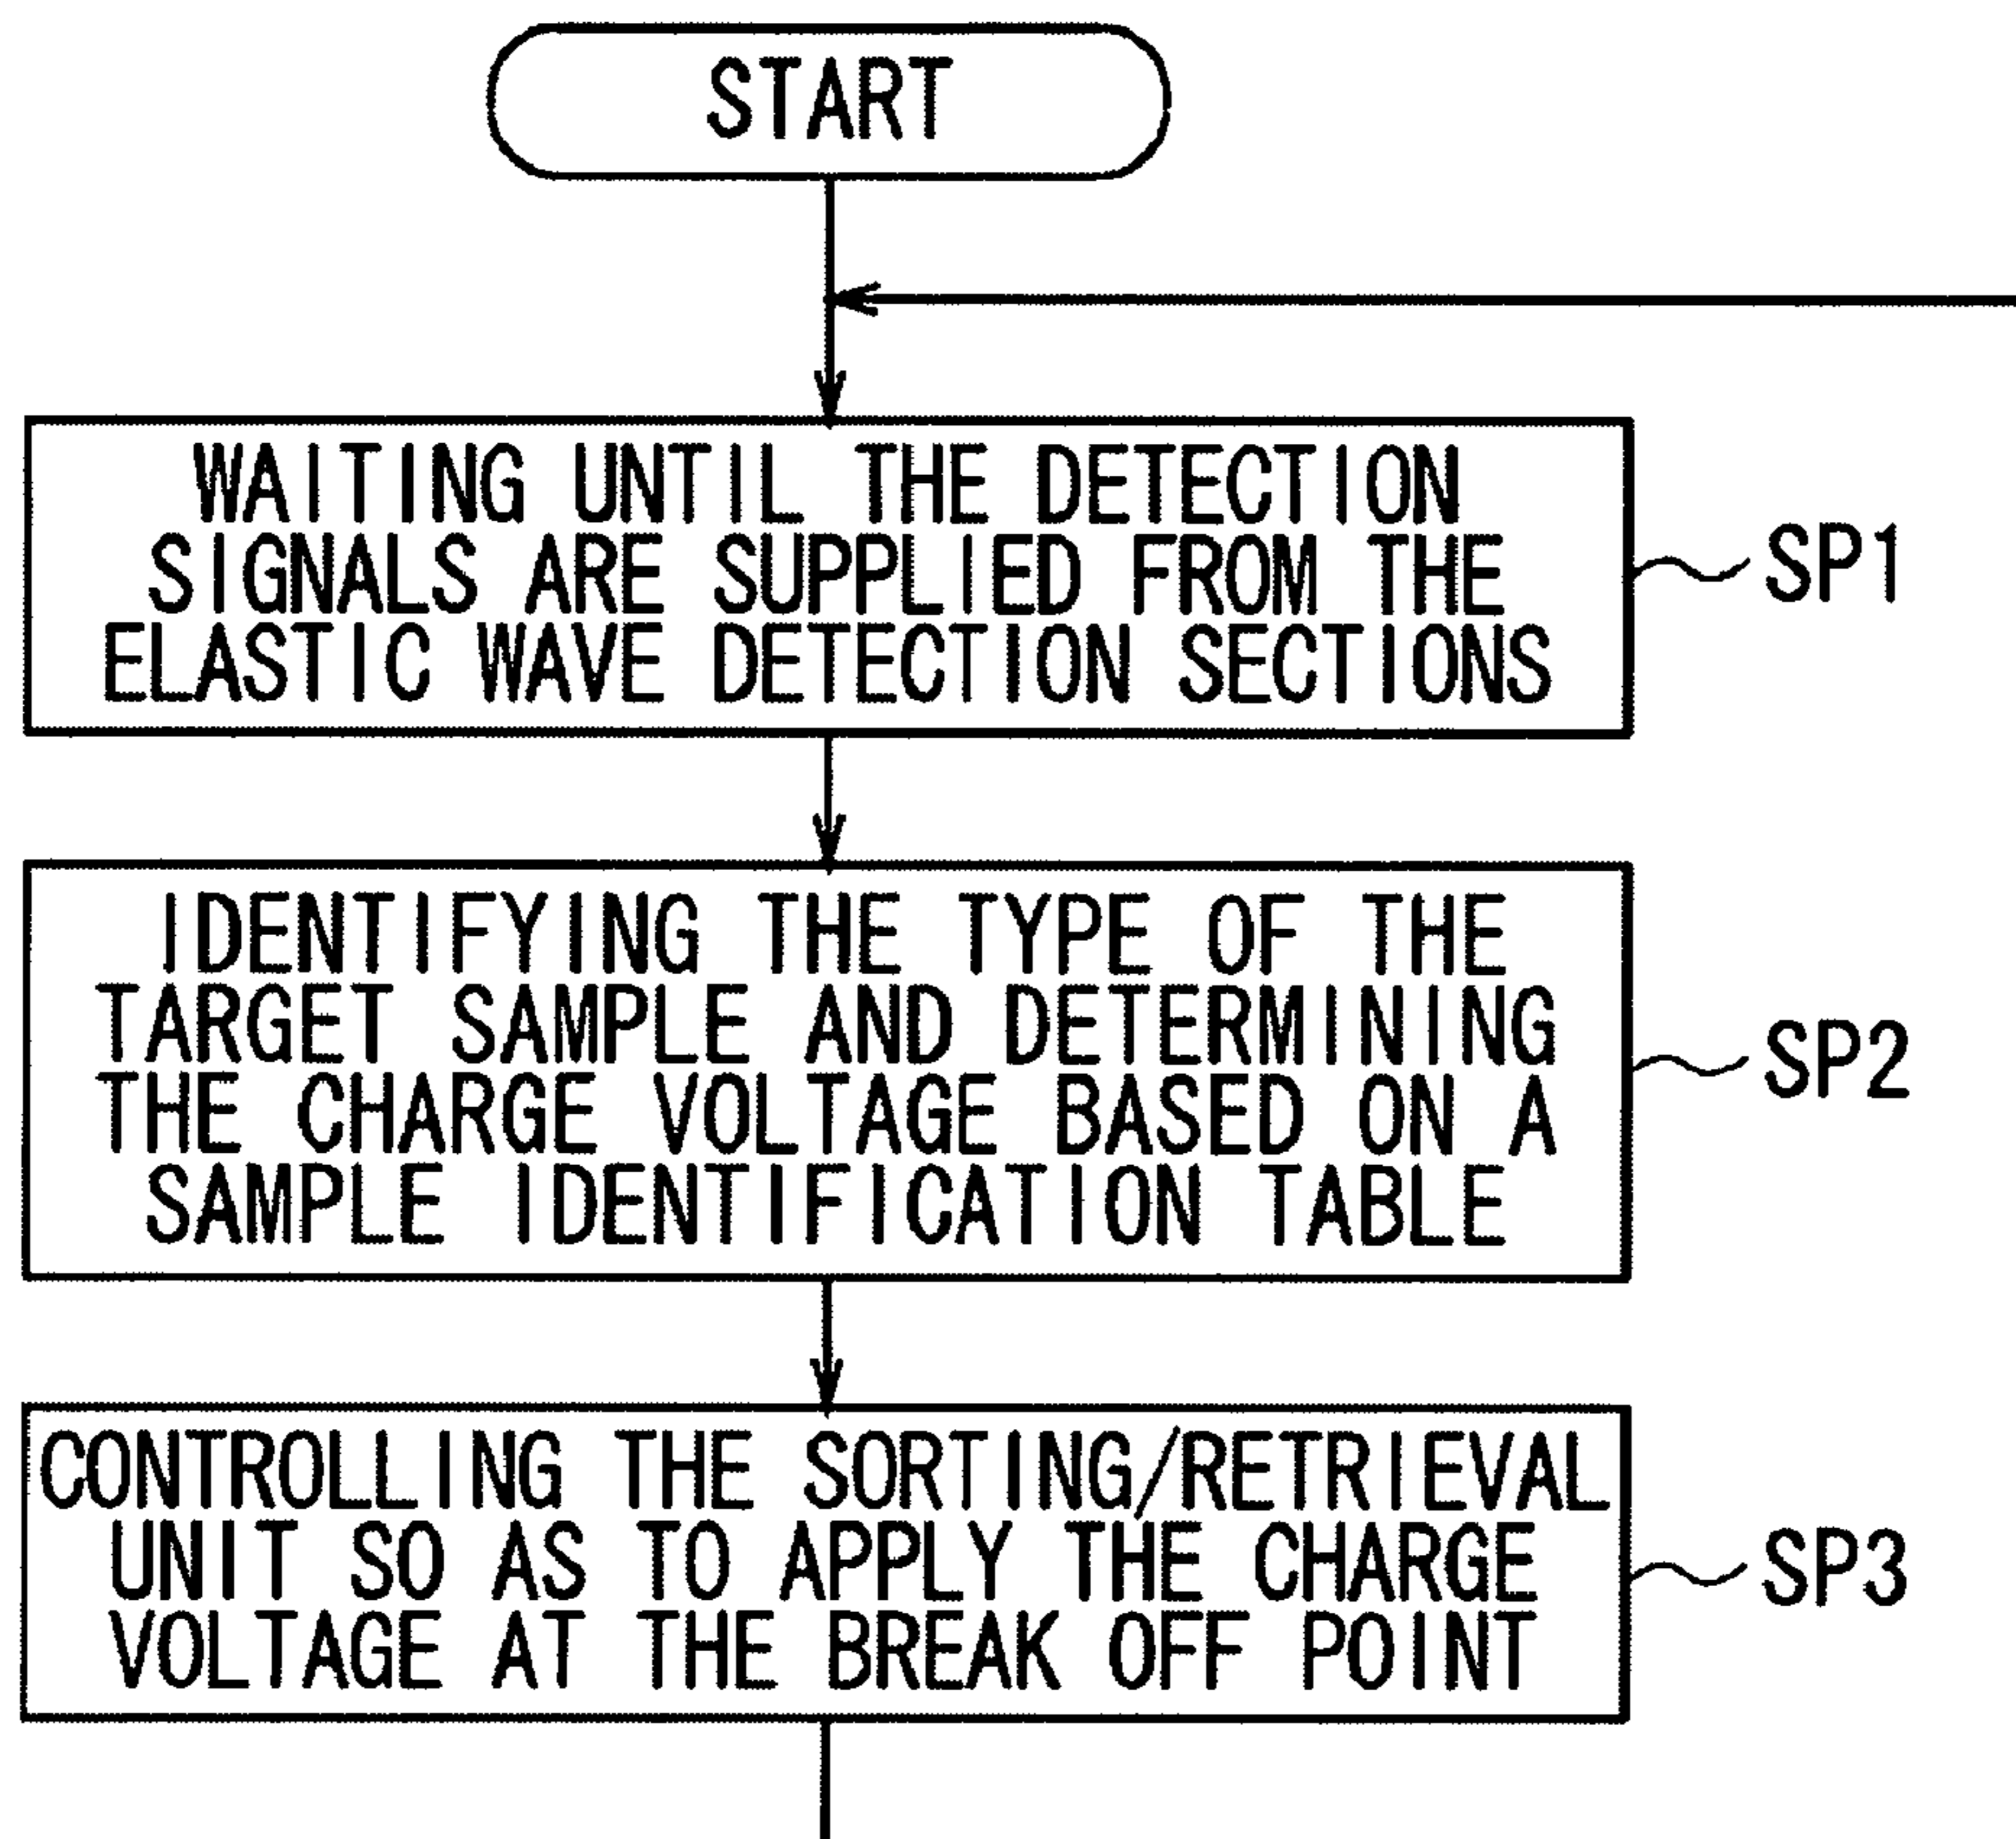 START
WAITING UNTIL THE DETECTION
SIGNALS ARE SUPPLIED FROM THE
ELASTIC WAVE DETECTION SECTIONS
SP1
IDENTIFYING THE TYPE OF THE
TARGET SAMPLE AND DETERMINING
THE CHARGE VOLTAGE BASED ON A
SAMPLE IDENTIFICATION TABLE
SP2
CONTROLLING THE SORTING/RETRIEVAL
UNIT SO AS TO APPLY THE CHARGE
VOLTAGE AT THE BREAK OFF POINT
SP3